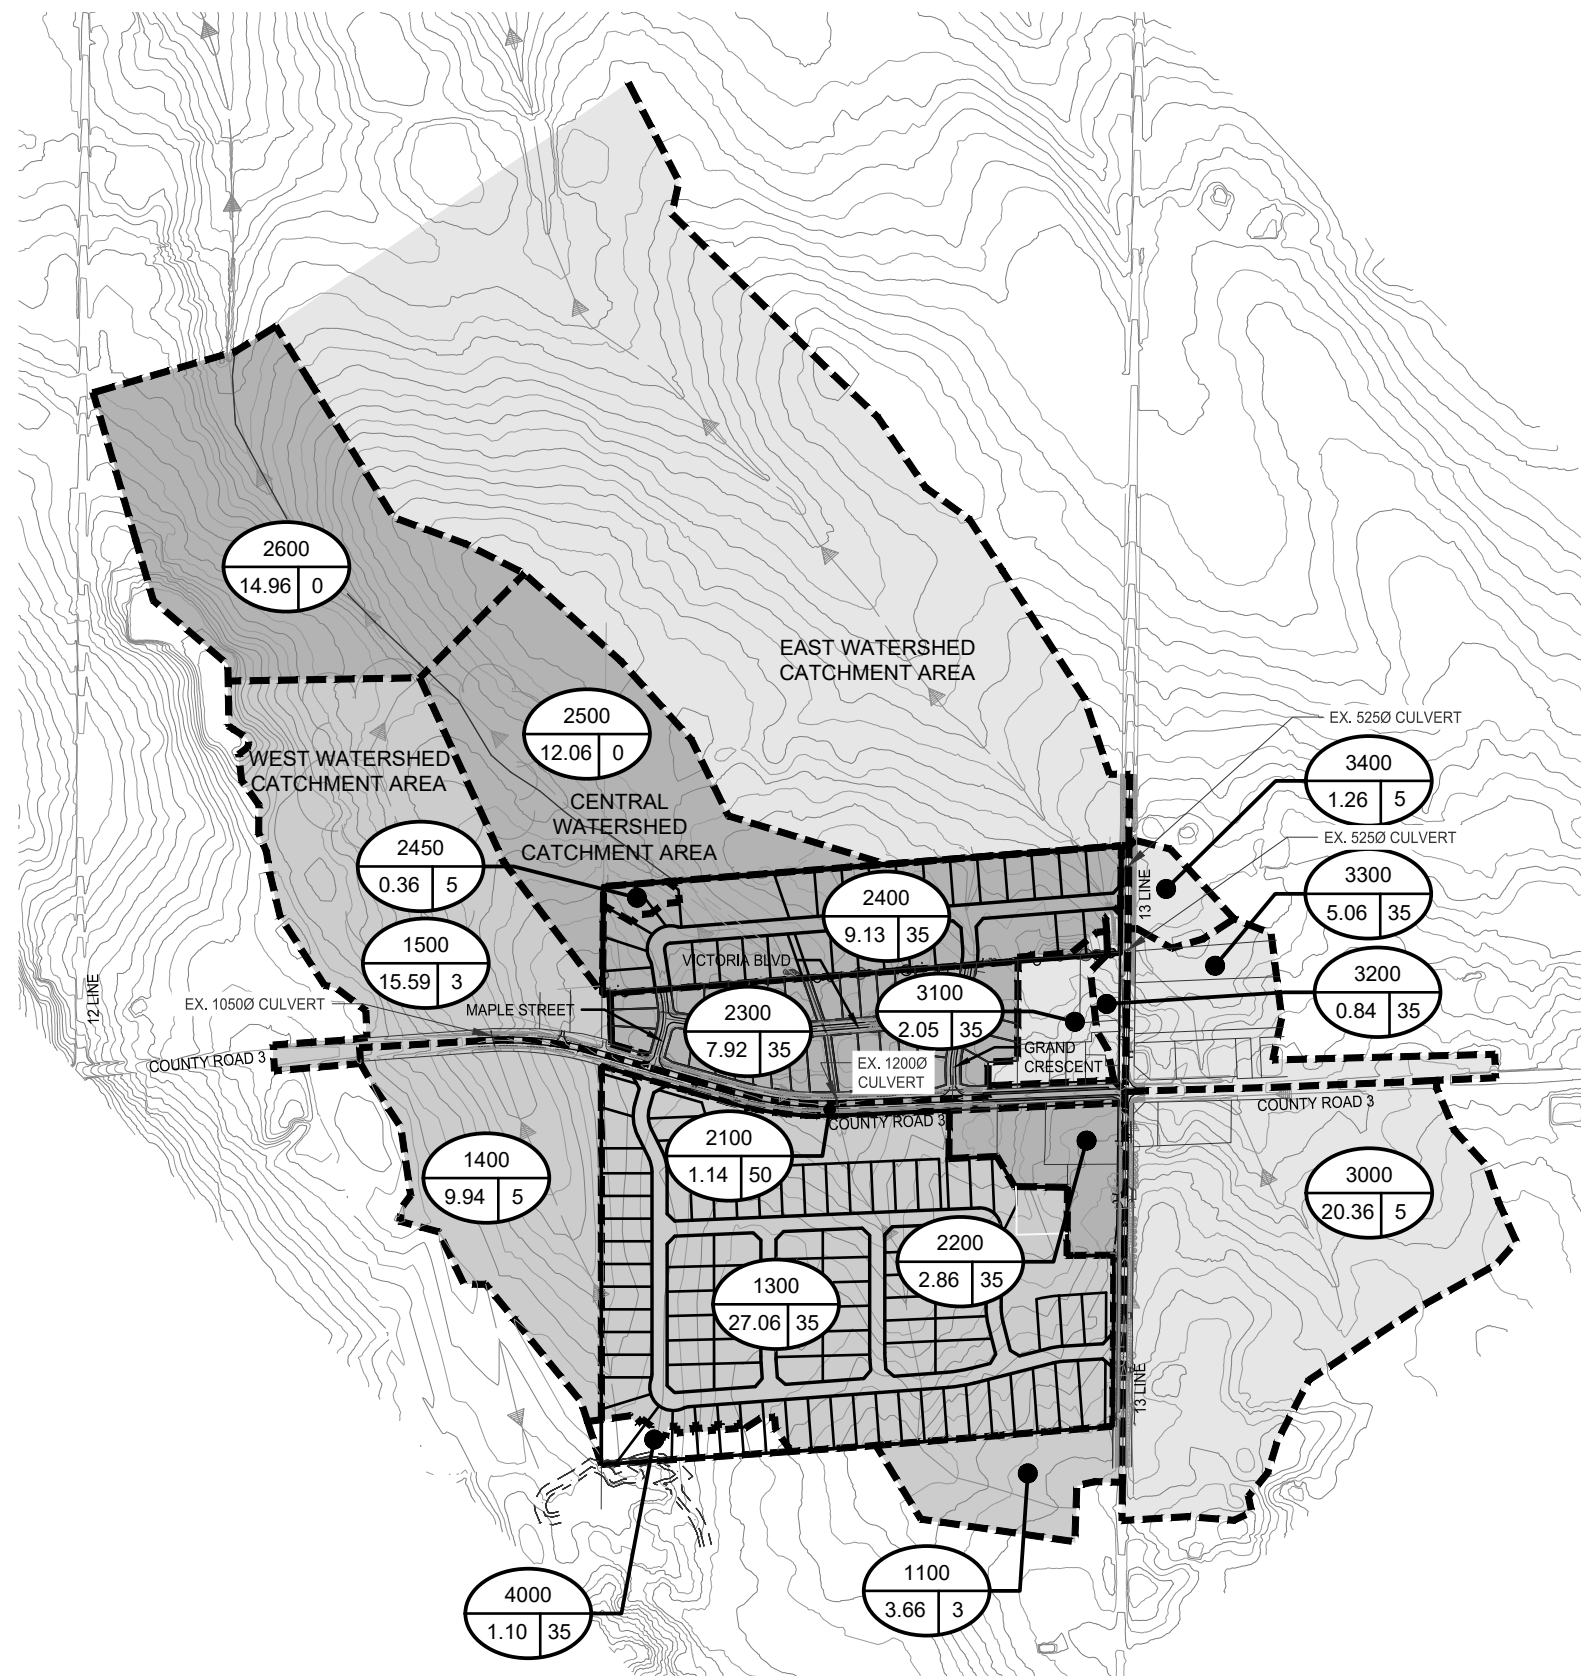 2600
14.96 0
EAST WATERSHED
CATCHMENT AREA
2500
12.06 0
EX. 525Ø CULVERT
3400
1.26 5
WEST WATERSHED
CATCHMENT AREA
CENTRAL
WATERSHED
CATCHMENT AREA
EX. 525Ø CULVERT
2450
0.36 5
3300
5.06 35
13 LINE
2400
9.13 35
1500
15.59 3
VICTORIA BLVD
3200
0.84 35
12 LINE
EX. 1050Ø CULVERT
MAPLE STREET
2300
7.92 35
3100
2.05 35
GRAND
CRESCENT
EX. 1200Ø
CULVERT
COUNTY ROAD 3
COUNTY ROAD 3
COUNTY ROAD 3
2100
1.14 50
1400
9.94 5
3000
20.36 5
2200
2.86 35
1300
27.06 35
13 LINE
4000
1.10 35
1100
3.66 3